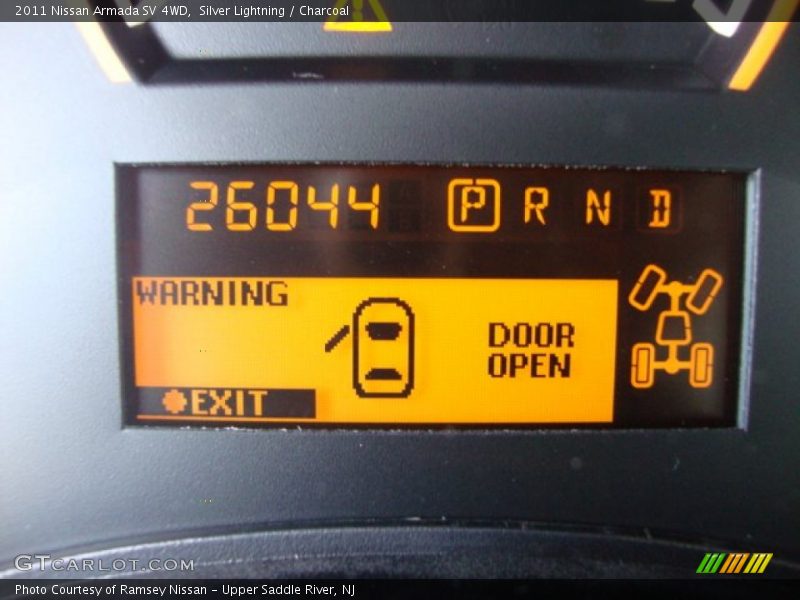 2011 Nissan Armada SV 4WD,  Silver Lightning / Charcoal
26044 P R N D
WARNING
DOOR
OPEN
EXIT
GTCARLOT.COM
Photo Courtesy of Ramsey Nissan - Upper Saddle River, NJ